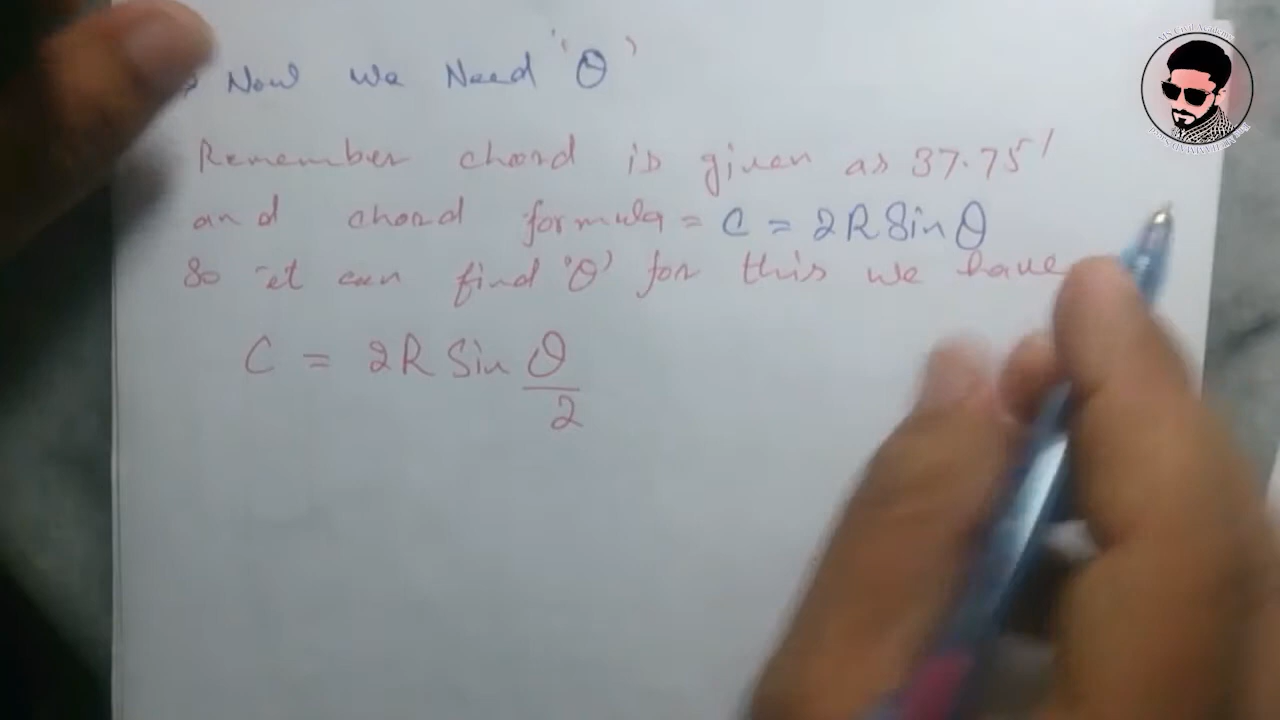 Now we Need 'θ'
Remember chord is given as 37.75'
and chord formula = C = 2R Sin θ
So it can find 'θ' for this we have
C = 2R Sin θ/2